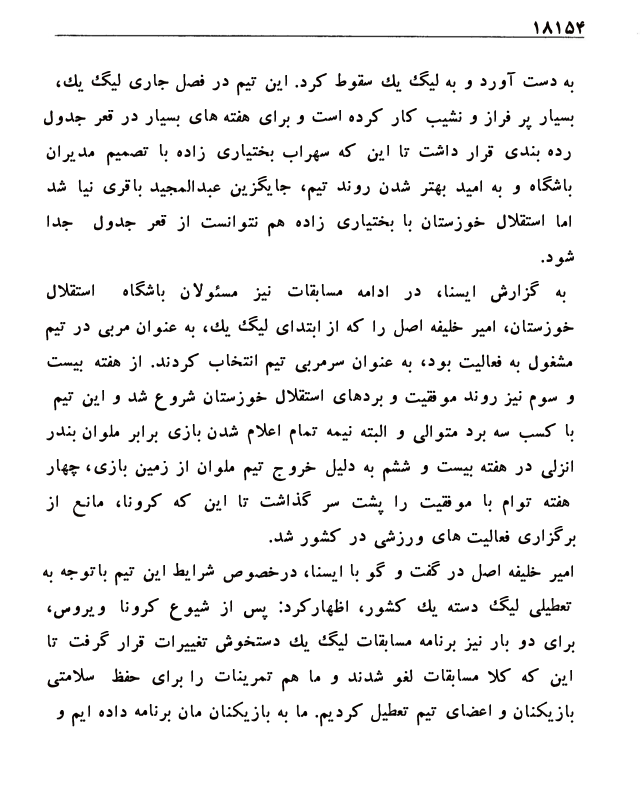 ۱۸۱۵۴
به دست آورد و به لیگ یك سقوط کرد. این تیم در فصل جاری لیگ یك،
بسیار پر فراز و نشیب کار کرده است و برای هفته های بسیار در قعر جدول
رده بندی قرار داشت تا این که سهراب بختیاری زاده با تصمیم مدیران
باشگاه و به امید بهتر شدن روند تیم، جایگزین عبدالمجید باقری نیا شد
اما استقلال خوزستان با بختیاری زاده هم نتوانست از قعر جدول جدا
شود.
به گزارش ایسنا، در ادامه مسابقات نیز مسئولان باشگاه استقلال
خوزستان، امیر خلیفه اصل را که از ابتدای لیگ یك، به عنوان مربی در تیم
مشغول به فعالیت بود، به عنوان سرمربی تیم انتخاب کردند. از هفته بیست
و سوم نیز روند موفقیت و بردهای استقلال خوزستان شروع شد و این تیم
با کسب سه برد متوالی و البته نیمه تمام اعلام شدن بازی برابر ملوان بندر
انزلی در هفته بیست و ششم به دلیل خروج تیم ملوان از زمین بازی، چهار
هفته توام با موفقیت را پشت سر گذاشت تا این که کرونا، مانع از
برگزاری فعالیت های ورزشی در کشور شد.
امیر خلیفه اصل در گفت و گو با ایسنا، درخصوص شرایط این تیم باتوجه به
تعطیلی لیگ دسته یك کشور، اظهارکرد: پس از شیوع کرونا ویروس،
برای دو بار نیز برنامه مسابقات لیگ یك دستخوش تغییرات قرار گرفت تا
این که کلا مسابقات لغو شدند و ما هم تمرینات را برای حفظ سلامتی
بازیکنان و اعضای تیم تعطیل کردیم. ما به بازیکنان مان برنامه داده ایم و